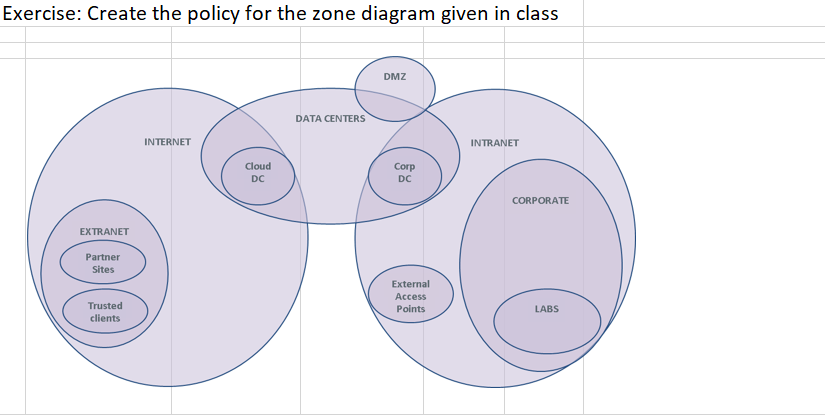 Exercise: Create the policy for the zone diagram given in class
DMZ
DATA CENTERS
INTERNET
INTRANET
Cloud
DC
Corp
DC
CORPORATE
EXTRANET
Partner
Sites
External
Access
Points
Trusted
clients
LABS